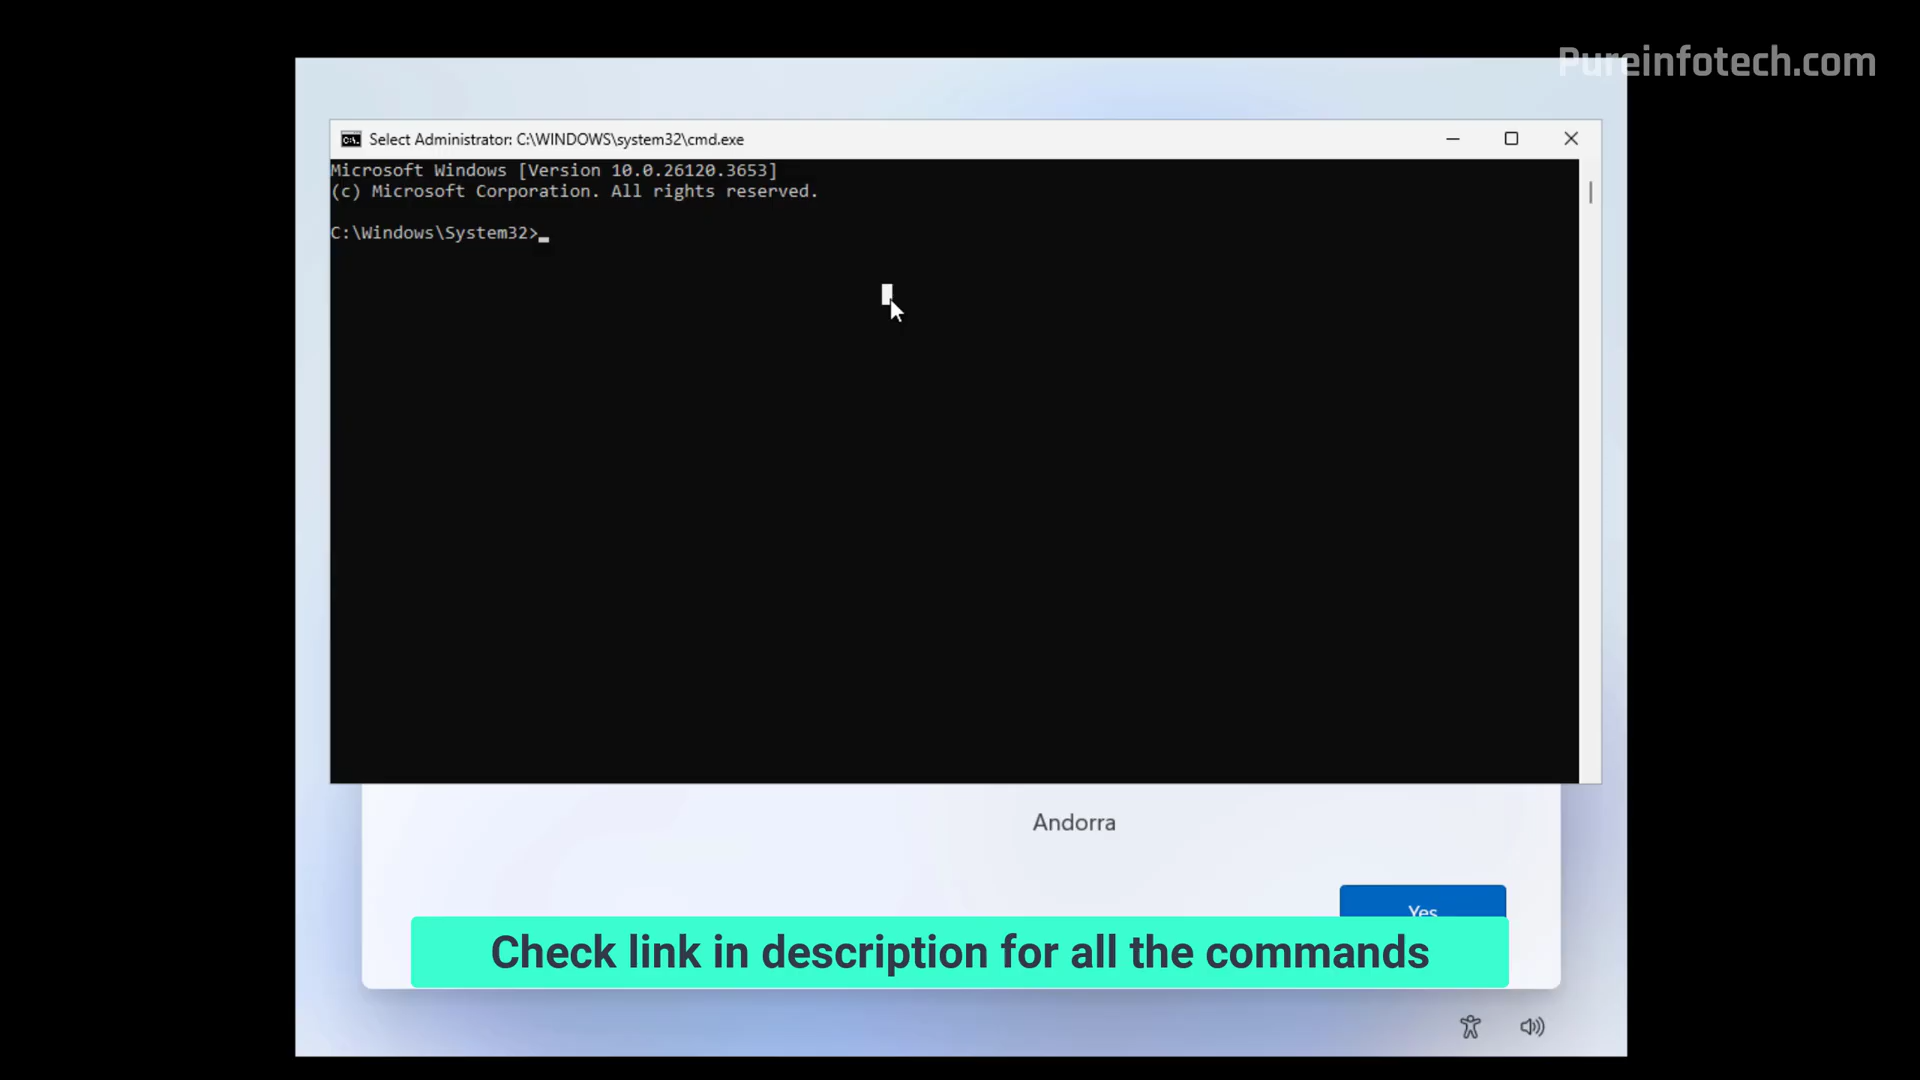 Pureinfotech.com
Select Administrator: C:\WINDOWS\system32\cmd.exe
Microsoft Windows [Version 10.0.26120.3653]
(c) Microsoft Corporation. All rights reserved.
C:\Windows\System32>
Andorra
Yes
Check link in description for all the commands